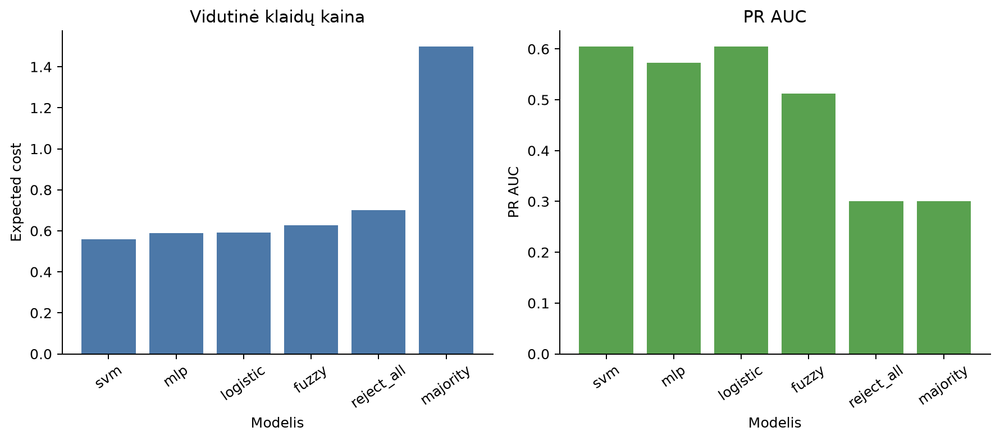 Vidutinė klaidų kaina
Expected cost
1.4
1.2
1.0
0.8
0.6
0.4
0.2
0.0
svm
mlp
logistic
fuzzy
reject_all
majority
Modelis
PR AUC
PR AUC
0.6
0.5
0.4
0.3
0.2
0.1
0.0
svm
mlp
logistic
fuzzy
reject_all
majority
Modelis